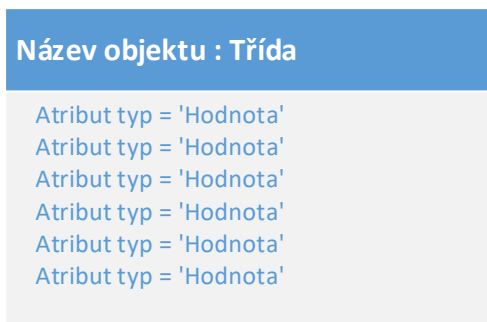 Název objektu : Třída
Atribut typ = 'Hodnota'
Atribut typ = 'Hodnota'
Atribut typ = 'Hodnota'
Atribut typ = 'Hodnota'
Atribut typ = 'Hodnota'
Atribut typ = 'Hodnota'